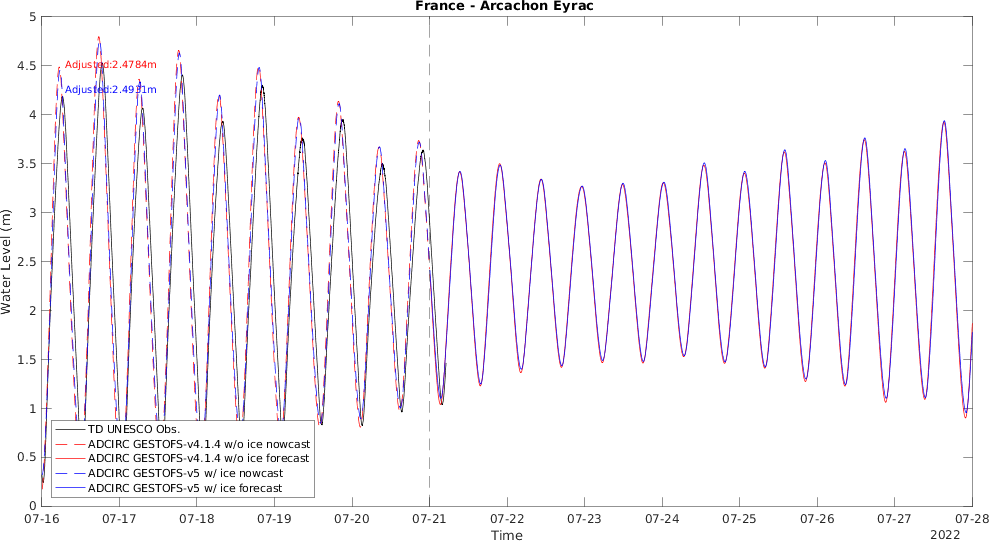 France - Arcachon Eyrac
5
4.5
4
3.5
3
2.5
2
1.5
1
0.5
0
Water Level (m)
Adjusted:2.4784m
Adjusted:2.4931m
TD UNESCO Obs.
ADCIRC GESTOFS-v4.1.4 w/o ice nowcast
ADCIRC GESTOFS-v4.1.4 w/o ice forecast
ADCIRC GESTOFS-v5 w/ ice nowcast
ADCIRC GESTOFS-v5 w/ ice forecast
07-16 07-17 07-18 07-19 07-20 07-21 07-22 07-23 07-24 07-25 07-26 07-27 07-28
Time
2022